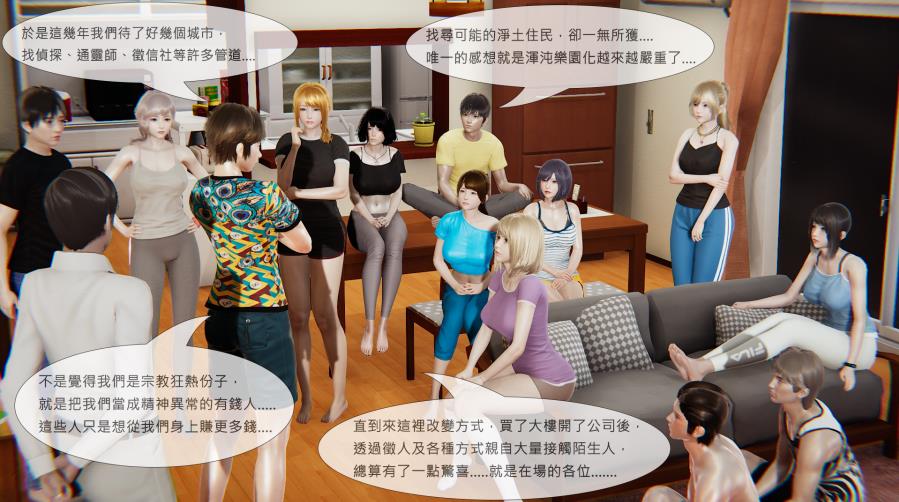 於是這幾年我們待了好幾個城市，
找偵探、通靈師、徵信社等許多管道....
找尋可能的淨土住民，卻一無所獲....
唯一的感想就是渾沌樂園化越來越嚴重了....
不是覺得我們是宗教狂熱份子，
就是把我們當成精神異常的有錢人.....
這些人只是想從我們身上賺更多錢....
直到來這裡改變方式，買了大樓開了公司後，
透過徵人及各種方式親自大量接觸陌生人，
總算有了一點驚喜.....就是在場的各位.......
FILA